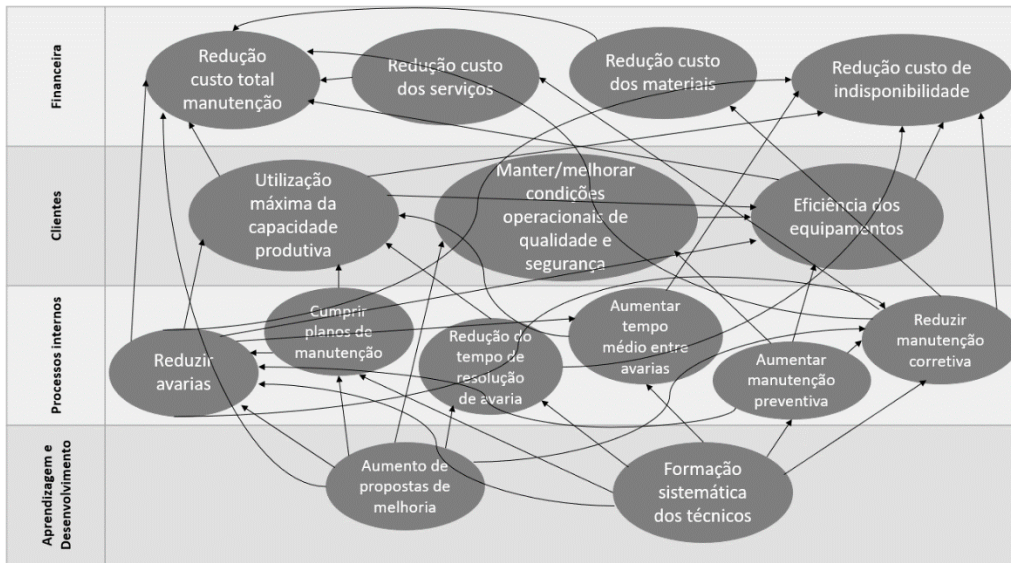 Financeira
Redução
custo total
manutenção
Redução custo
dos serviços
Redução custo
dos materiais
Redução custo de
indisponibilidade
Clientes
Utilização
máxima da
capacidade
produtiva
Manter/melhorar
condições
operacionais de
qualidade e
segurança
Eficiência dos
equipamentos
Processos internos
Reduzir
avarias
Cumprir
planos de
manutenção
Redução do
tempo de
resolução
de avaria
Aumentar
tempo
médio entre
avarias
Aumentar
manutenção
preventiva
Reduzir
manutenção
corretiva
Aprendizagem e
Desenvolvimento
Aumento de
propostas de
melhoria
Formação
sistemática
dos técnicos